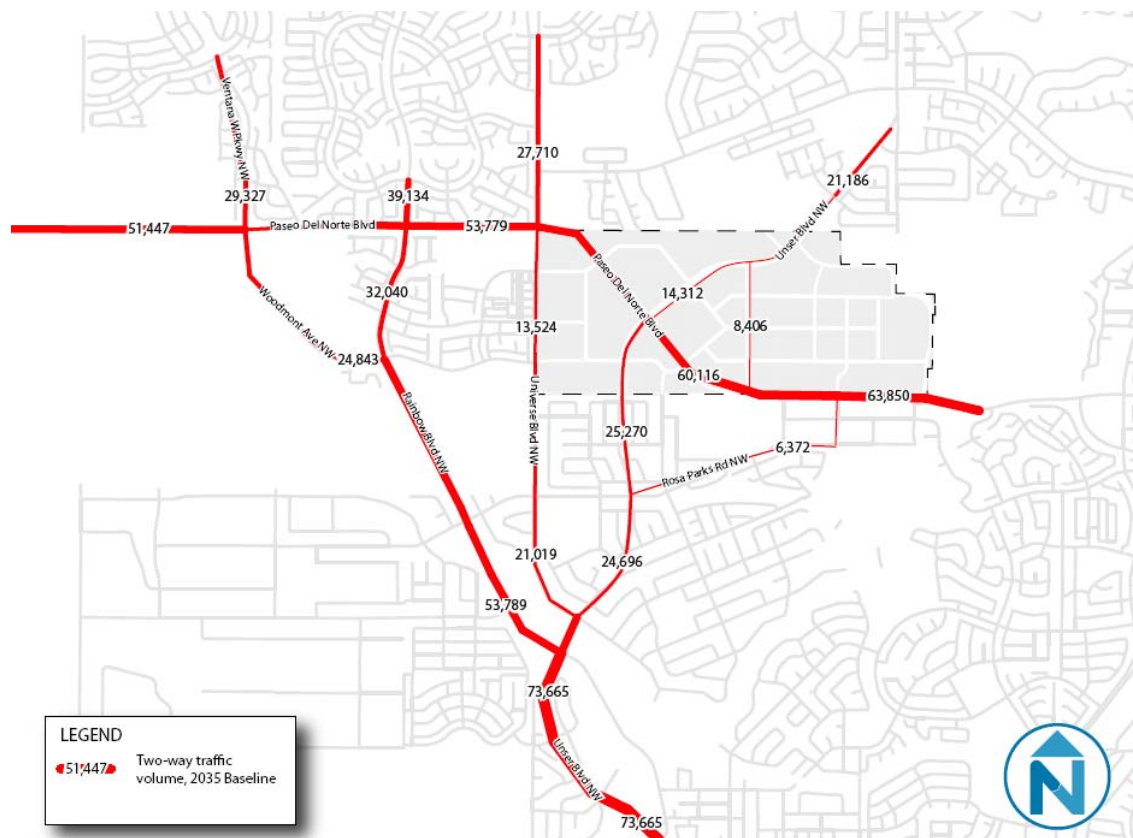 27,710
Ventana W Pkwy NW
21,186
29,327
39,134
51,447
Paseo Del Norte Blvd
53,779
Unser Blvd NW
Paseo Del Norte Blvd
32,040
14,312
Woodmont Ave NW
13,524
8,406
24,843
60,116
63,850
Rainbow Blvd NW
Universe Blvd NW
25,270
6,372
Rosa Parks Rd NW
21,019
24,696
53,789
73,665
LEGEND
51,447
Two-way traffic
volume, 2035 Baseline
Unser Blvd NW
73,665
N